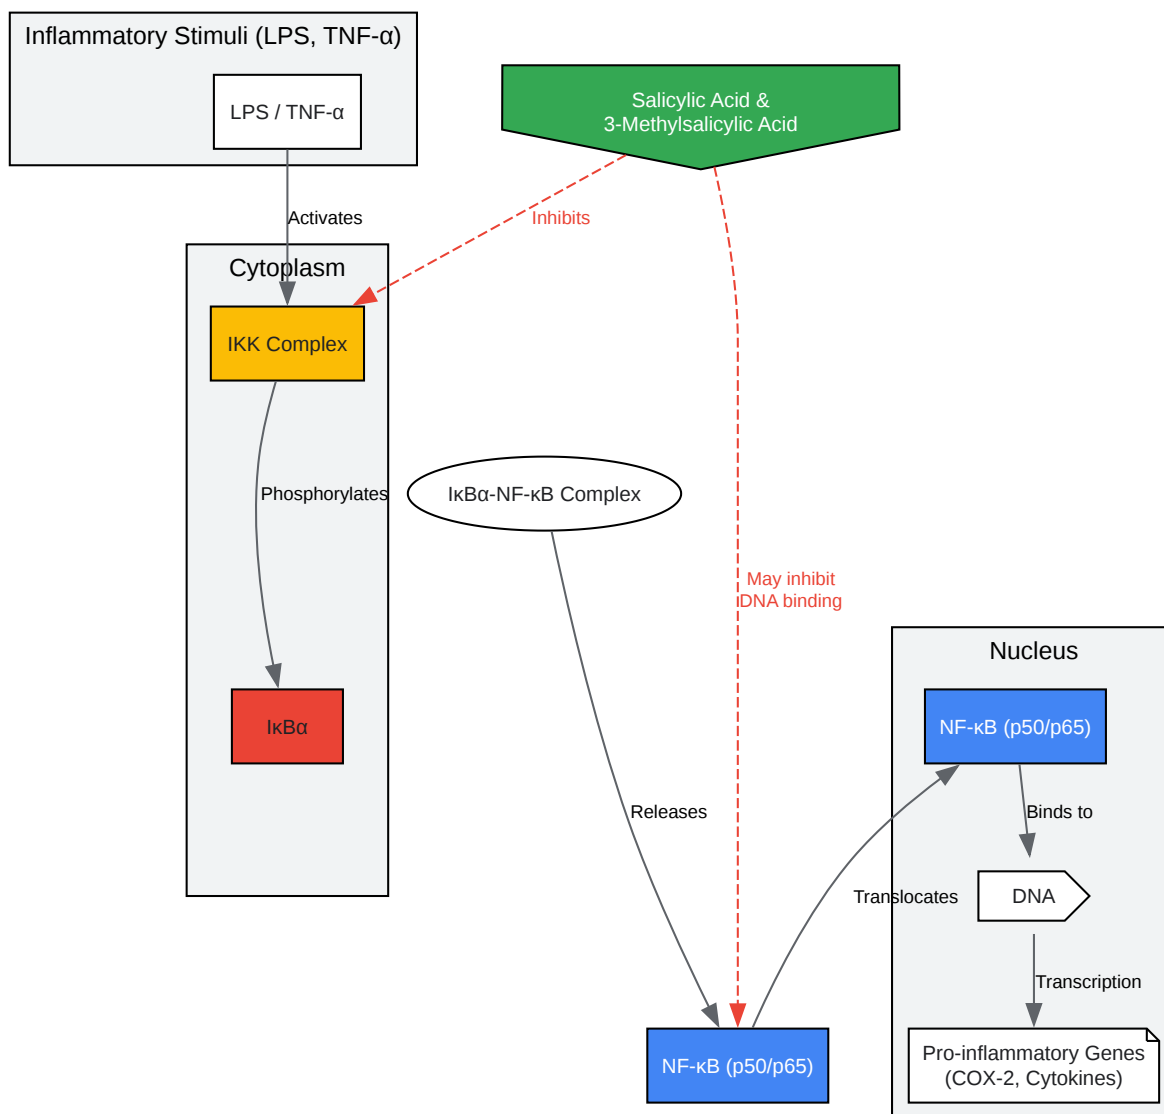 Inflammatory Stimuli (LPS, TNF-α)
LPS / TNF-α
Salicylic Acid &
3-Methylsalicylic Acid
Activates
Inhibits
Cytoplasm
IKK Complex
Phosphorylates
IκBα-NF-κB Complex
May inhibit
DNA binding
IκBα
Releases
Nucleus
NF-κB (p50/p65)
Binds to
Translocates
DNA
Transcription
NF-κB (p50/p65)
Pro-inflammatory Genes
(COX-2, Cytokines)